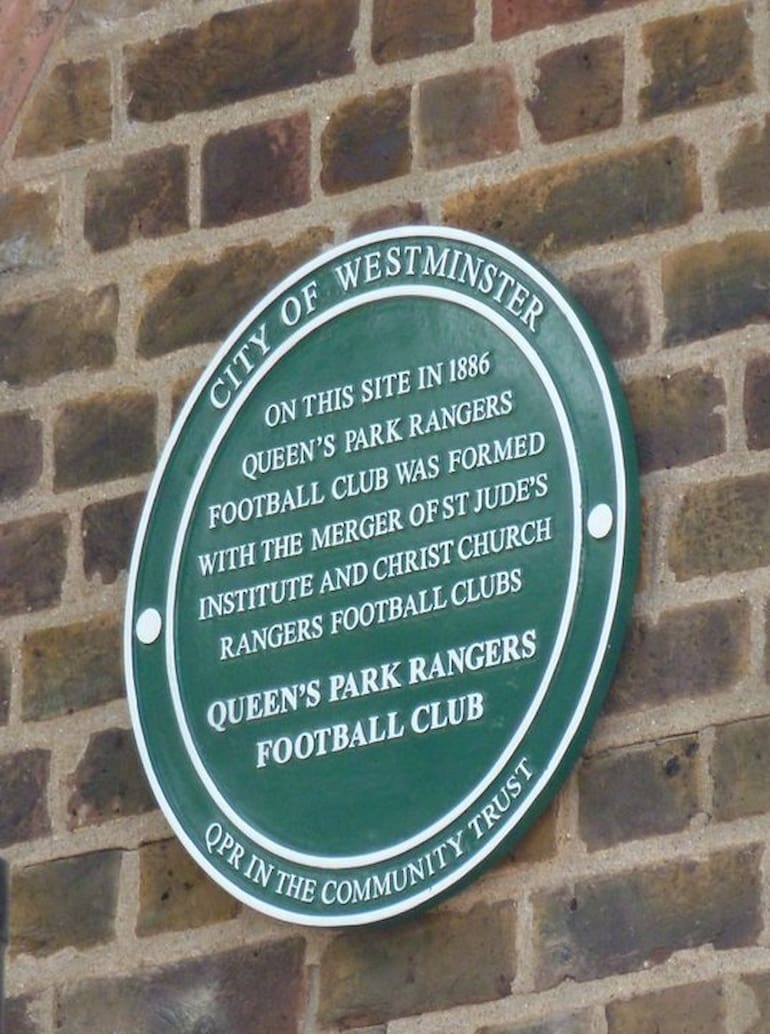 CITY OF WESTMINSTER
ON THIS SITE IN 1886
QUEEN'S PARK RANGERS
FOOTBALL CLUB WAS FORMED
WITH THE MERGER OF ST JUDE'S
INSTITUTE AND CHRIST CHURCH
RANGERS FOOTBALL CLUBS
QUEEN'S PARK RANGERS
FOOTBALL CLUB
QPR IN THE COMMUNITY TRUST